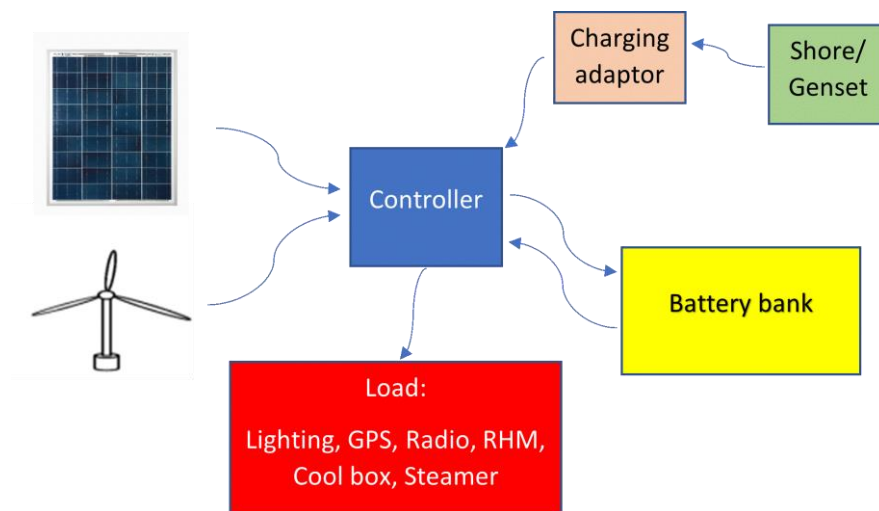 Charging
adaptor
Shore/
Genset
Controller
Battery bank
Load:
Lighting, GPS, Radio, RHM,
Cool box, Steamer